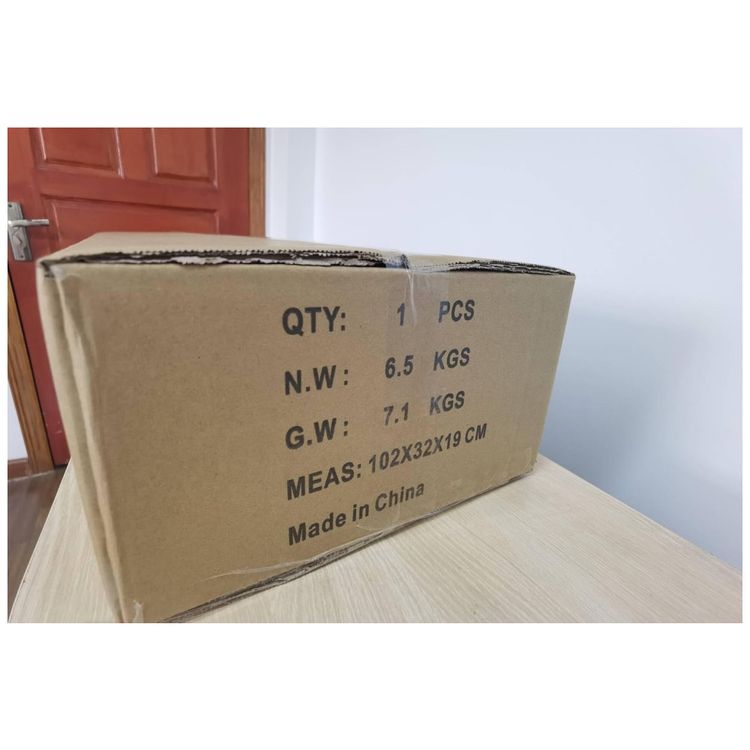 QTY: 1 PCS
N.W: 6.5 KGS
G.W: 7.1 KGS
MEAS: 102X32X19 CM
Made in China